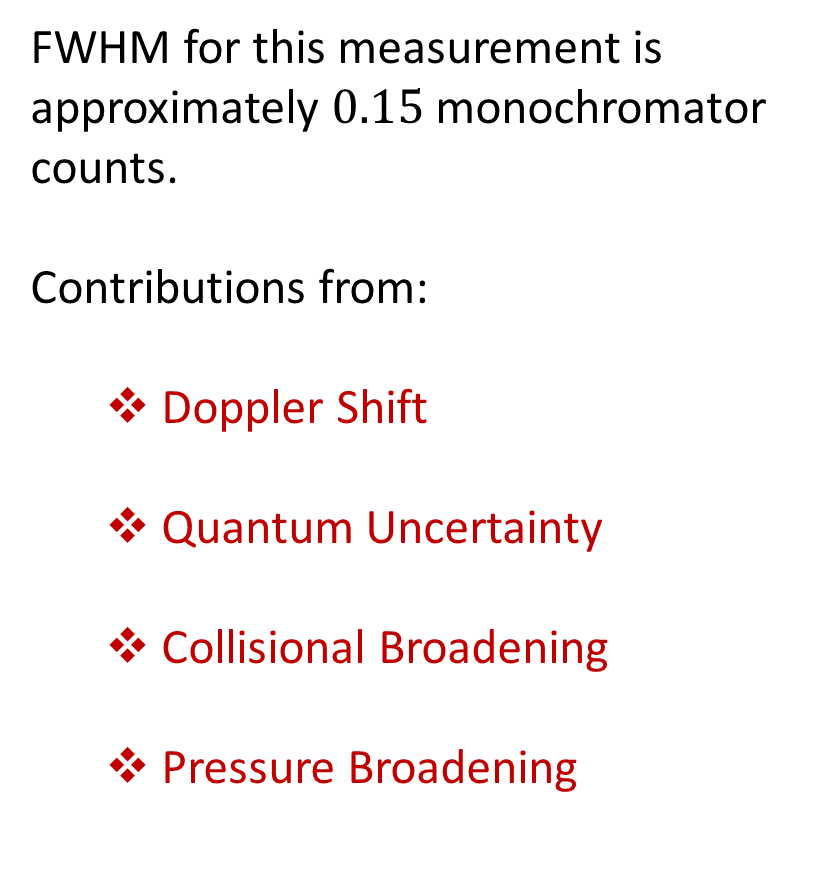 FWHM for this measurement is
approximately 0.15 monochromator
counts.
Contributions from:
❖ Doppler Shift
❖ Quantum Uncertainty
❖ Collisional Broadening
❖ Pressure Broadening